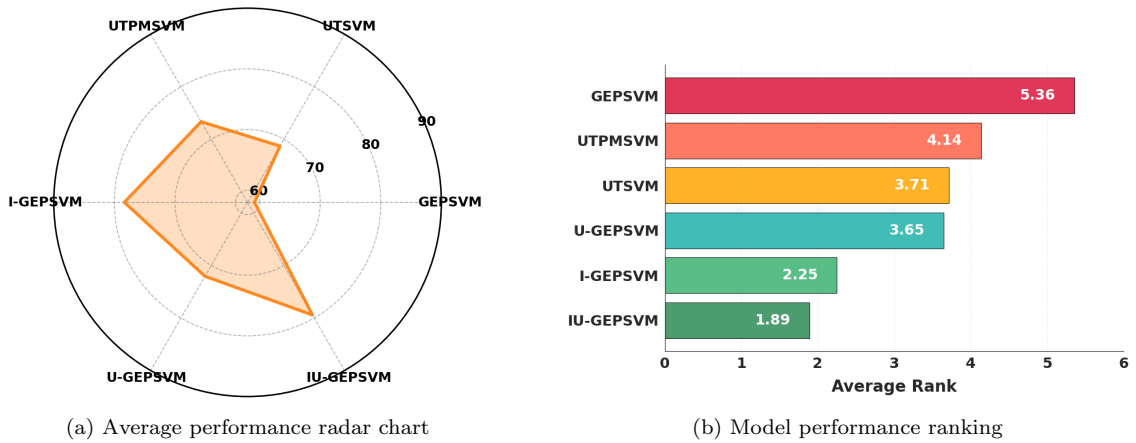 UTPMSVM
UTSVM
90
80
70
60
I-GEPSVM
GEPSVM
U-GEPSVM
IU-GEPSVM
(a) Average performance radar chart
GEPSVM
5.36
UTPMSVM
4.14
UTSVM
3.71
U-GEPSVM
3.65
I-GEPSVM
2.25
IU-GEPSVM
1.89
0 1 2 3 4 5 6
Average Rank
(b) Model performance ranking